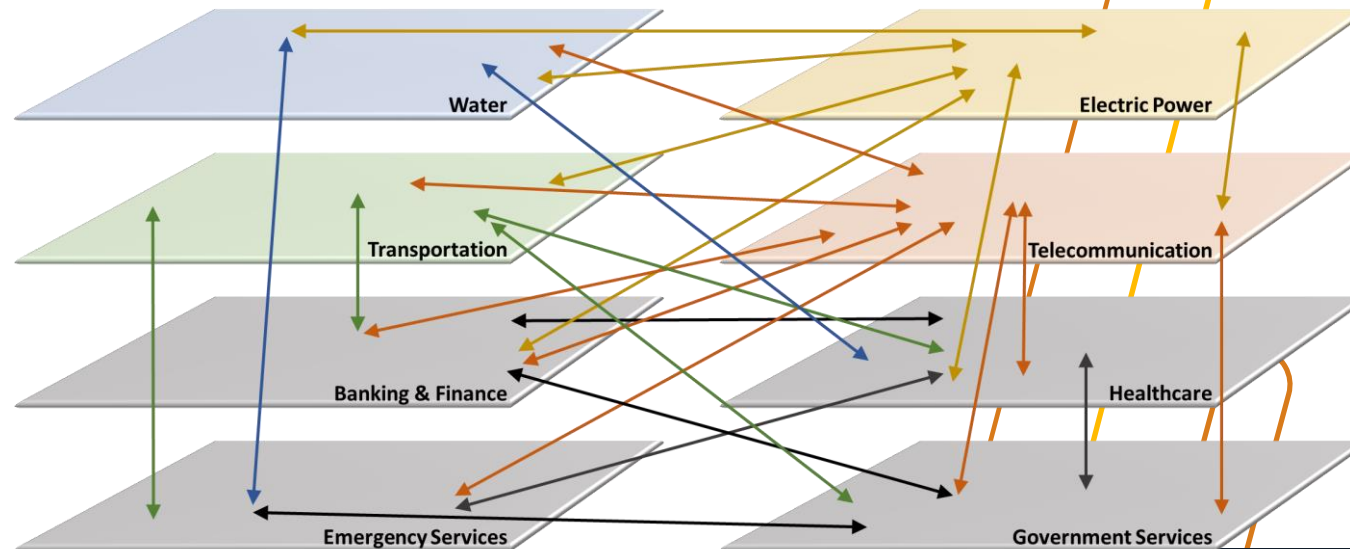 Water
Electric Power
Transportation
Telecommunication
Banking & Finance
Healthcare
Emergency Services
Government Services